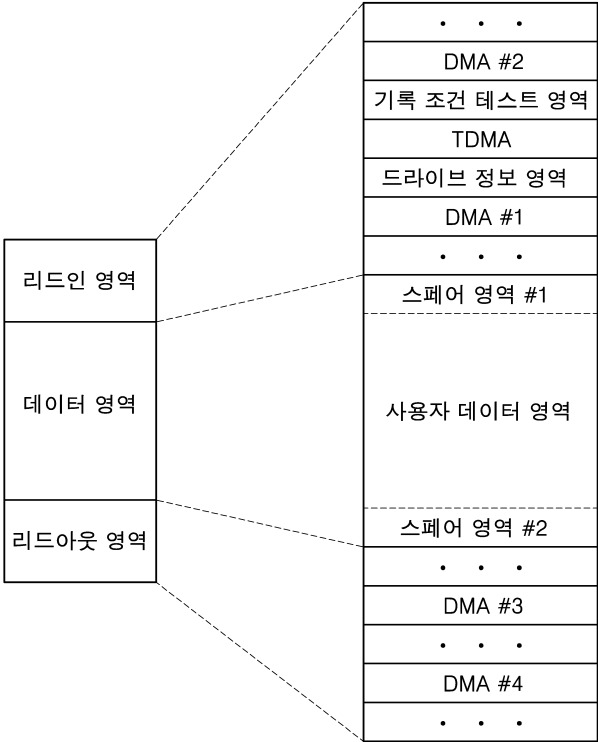 리드인 영역
데이터 영역
리드아웃 영역
· · ·
DMA #2
기록 조건 테스트 영역
TDMA
드라이브 정보 영역
DMA #1
· · ·
스페어 영역 #1
사용자 데이터 영역
스페어 영역 #2
· · ·
DMA #3
· · ·
DMA #4
· · ·